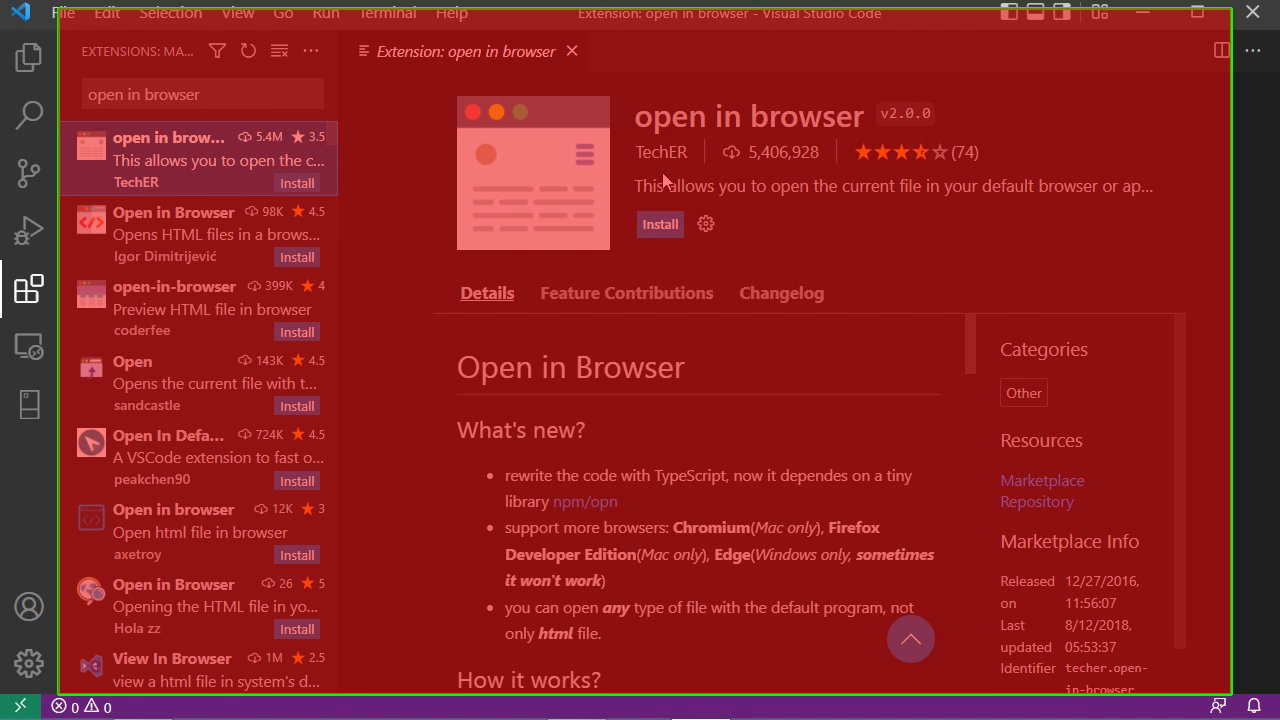 File Edit Selection View Go Run Terminal Help
Extension: open in browser - Visual Studio Code
EXTENSIONS: MA...
open in browser
open in brow... 5.4M 3.5
This allows you to open the c...
TechER Install
Open in Browser 98K 4.5
Opens HTML files in a brows...
Igor Dimitrijević Install
open-in-browser 399K 4
Preview HTML file in browser
coderfee Install
Open 143K 4.5
Opens the current file with t...
sandcastle Install
Open In Defa... 724K 4.5
A VSCode extension to fast o...
peakchen90 Install
Open in browser 12K 3
Open html file in browser
axetroy Install
Open in Browser 26 5
Opening the HTML file in yo...
Hola zz Install
View In Browser 1M 2.5
view a html file in system's d...
Extension: open in browser
open in browser v2.0.0
TechER 5,406,928 (74)
This allows you to open the current file in your default browser or ap...
Install
Details Feature Contributions Changelog
Open in Browser
What's new?
• rewrite the code with TypeScript, now it dependes on a tiny
library npm/opn
• support more browsers: Chromium(Mac only), Firefox
Developer Edition(Mac only), Edge(Windows only, sometimes
it won't work)
• you can open any type of file with the default program, not
only html file.
How it works?
Categories
Other
Resources
Marketplace
Repository
Marketplace Info
Released 12/27/2016,
on 11:56:07
Last 8/12/2018,
updated 05:53:37
Identifier techer.open-
in-browser
0 0